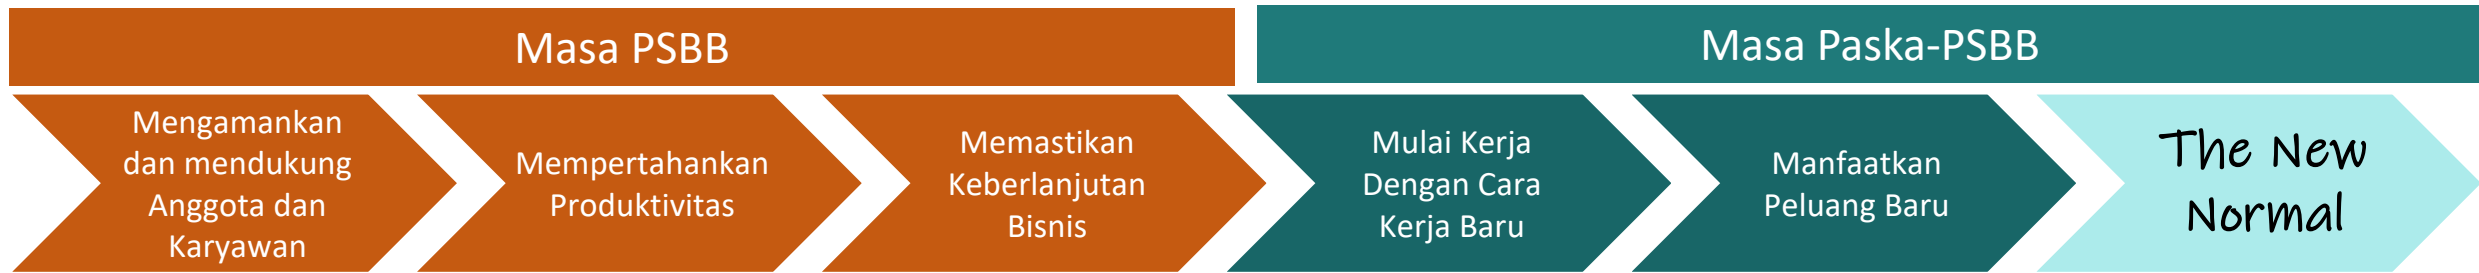 Masa PSBB
Masa Paska-PSBB
Mengamankan
dan mendukung
Anggota dan
Karyawan
Mempertahankan
Produktivitas
Memastikan
Keberlanjutan
Bisnis
Mulai Kerja
Dengan Cara
Kerja Baru
Manfaatkan
Peluang Baru
The New
Normal